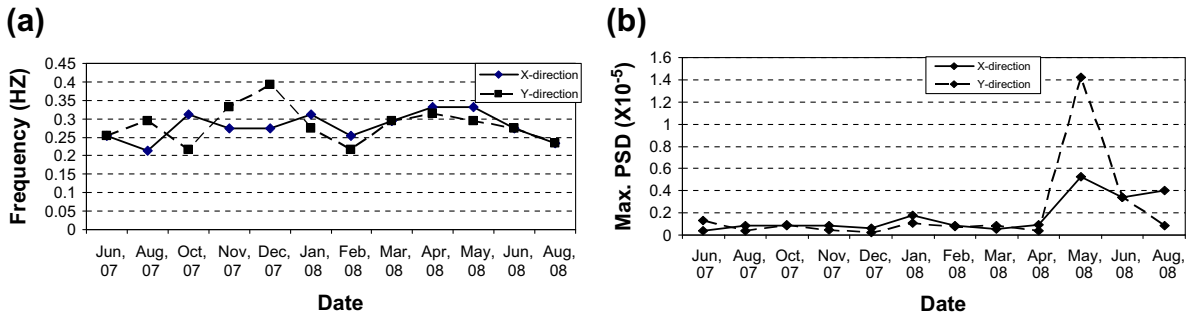 (a)
Frequency (HZ)
0.45
0.4
0.35
0.3
0.25
0.2
0.15
0.1
0.05
0
X-direction
Y-direction
Jun, Aug, Oct, Nov, Dec, Jan, Feb, Mar, Apr, May, Jun, Aug,
07 07 07 07 07 08 08 08 08 08 08 08
Date
(b)
Max. PSD (X10-5)
1.6
1.4
1.2
1
0.8
0.6
0.4
0.2
0
X-direction
Y-direction
Jun, Aug, Oct, Nov, Dec, Jan, Feb, Mar, Apr, May, Jun, Aug,
07 07 07 07 07 08 08 08 08 08 08 08
Date